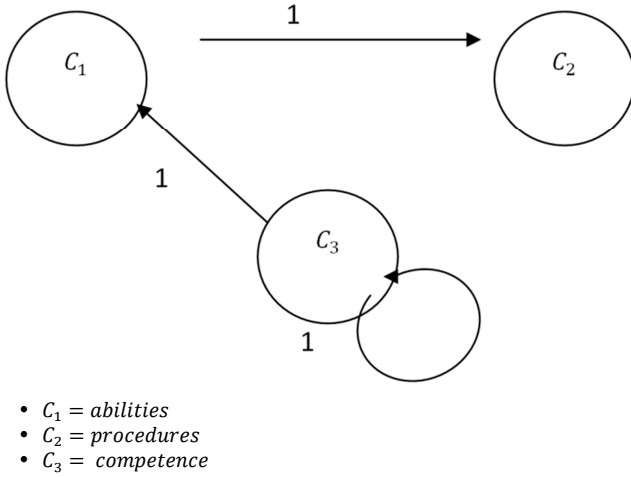 1
C₁
C₂
1
C₃
1
• C₁ = abilities
• C₂ = procedures
• C₃ = competence